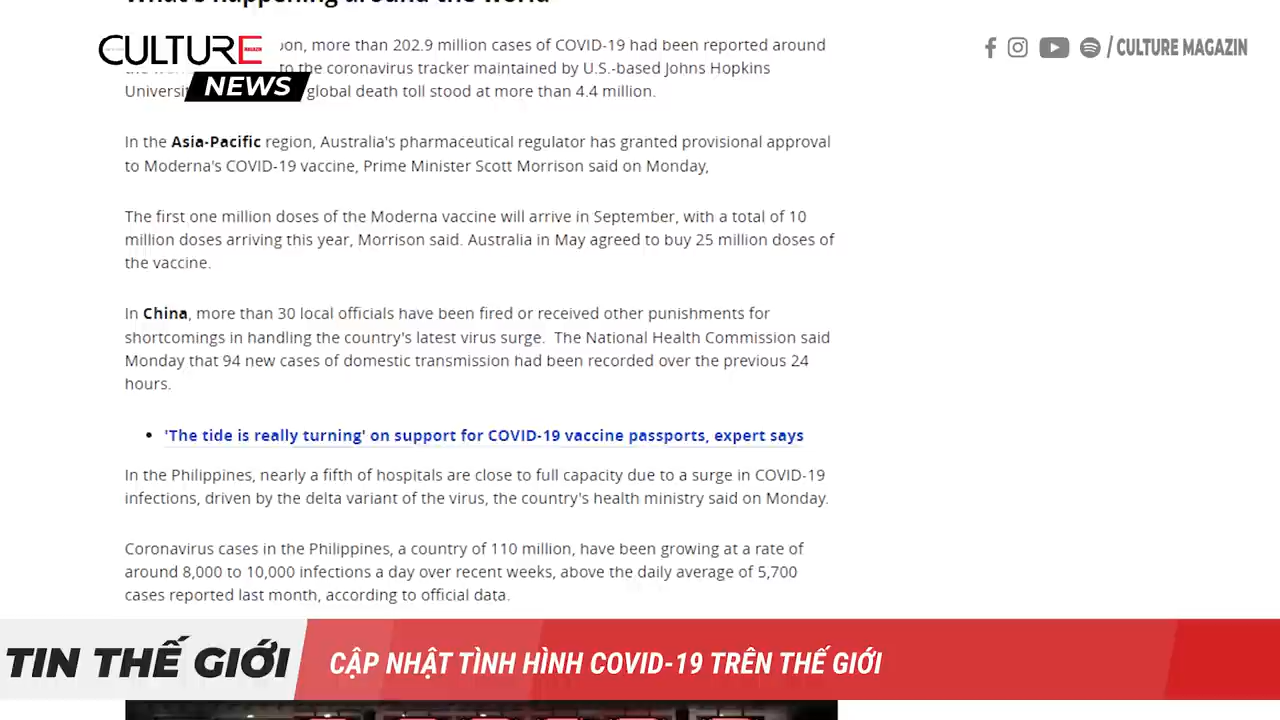 What's happening around the world
CULTURE
NEWS
/ CULTURE MAGAZIN
more than 202.9 million cases of COVID-19 had been reported around
to the coronavirus tracker maintained by U.S.-based Johns Hopkins
global death toll stood at more than 4.4 million.
In the Asia-Pacific region, Australia's pharmaceutical regulator has granted provisional approval
to Moderna's COVID-19 vaccine, Prime Minister Scott Morrison said on Monday,
The first one million doses of the Moderna vaccine will arrive in September, with a total of 10
million doses arriving this year, Morrison said. Australia in May agreed to buy 25 million doses of
the vaccine.
In China, more than 30 local officials have been fired or received other punishments for
shortcomings in handling the country's latest virus surge. The National Health Commission said
Monday that 94 new cases of domestic transmission had been recorded over the previous 24
hours.
'The tide is really turning' on support for COVID-19 vaccine passports, expert says
In the Philippines, nearly a fifth of hospitals are close to full capacity due to a surge in COVID-19
infections, driven by the delta variant of the virus, the country's health ministry said on Monday.
Coronavirus cases in the Philippines, a country of 110 million, have been growing at a rate of
around 8,000 to 10,000 infections a day over recent weeks, above the daily average of 5,700
cases reported last month, according to official data.
TIN THẾ GIỚI
CẬP NHẬT TÌNH HÌNH COVID-19 TRÊN THẾ GIỚI